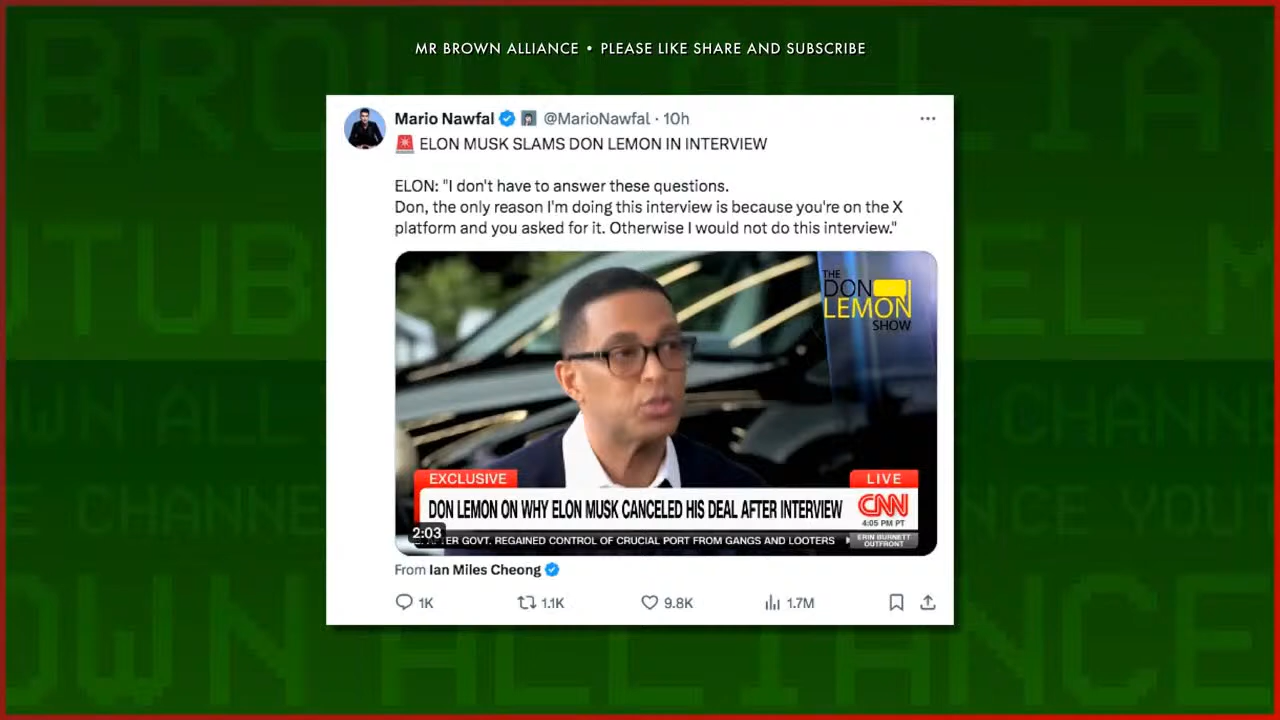 MR BROWN ALLIANCE • PLEASE LIKE SHARE AND SUBSCRIBE
Mario Nawfal @MarioNawfal · 10h
🚨 ELON MUSK SLAMS DON LEMON IN INTERVIEW
ELON: "I don't have to answer these questions.
Don, the only reason I'm doing this interview is because you're on the X
platform and you asked for it. Otherwise I would not do this interview."
THE
DON
LEMON
SHOW
EXCLUSIVE
LIVE
DON LEMON ON WHY ELON MUSK CANCELED HIS DEAL AFTER INTERVIEW
CNN
4:05 PM PT
2:03
ER GOVT. REGAINED CONTROL OF CRUCIAL PORT FROM GANGS AND LOOTERS
ERIN BURNETT
OUTFRONT
From Ian Miles Cheong
1K 1.1K 9.8K 1.7M